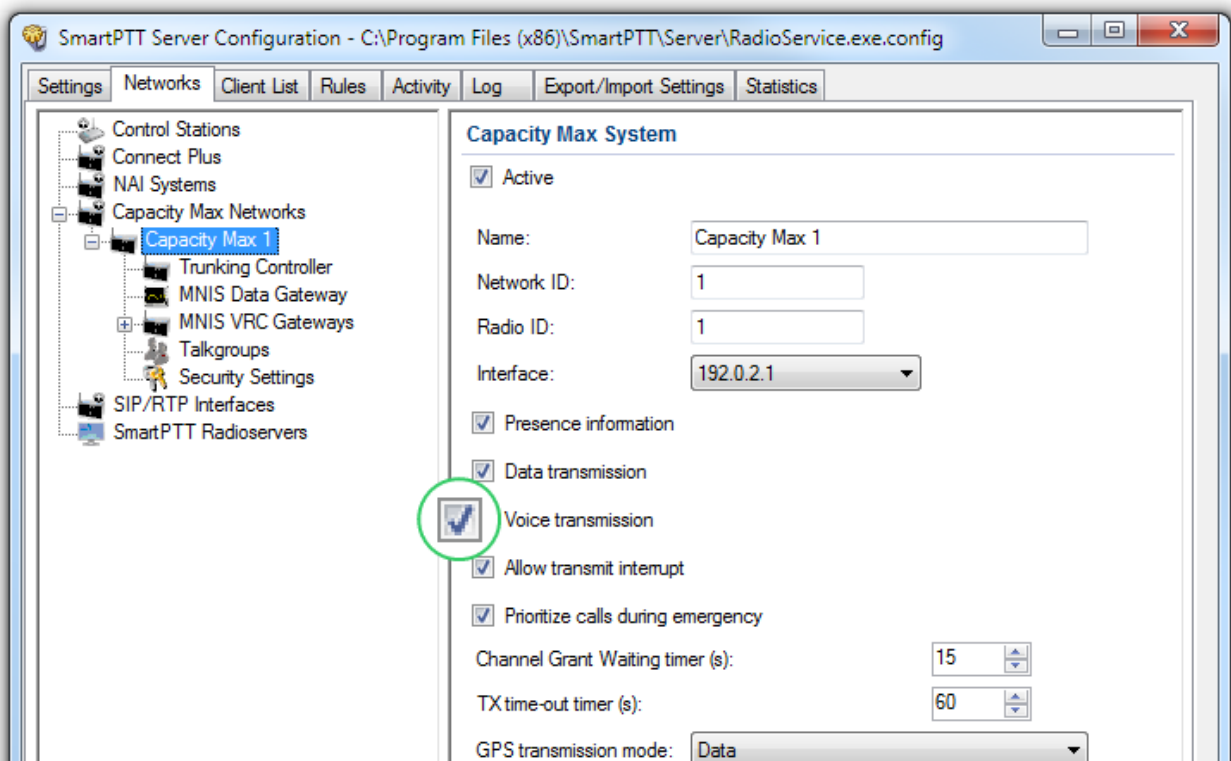 SmartPTT Server Configuration - C:\Program Files (x86)\SmartPTT\Server\RadioService.exe.config
Settings Networks Client List Rules Activity Log Export/Import Settings Statistics
Control Stations
Connect Plus
NAI Systems
Capacity Max Networks
Capacity Max 1
Trunking Controller
MNIS Data Gateway
MNIS VRC Gateways
Talkgroups
Security Settings
SIP/RTP Interfaces
SmartPTT Radioservers
Capacity Max System
Active
Name: Capacity Max 1
Network ID: 1
Radio ID: 1
Interface: 192.0.2.1
Presence information
Data transmission
Voice transmission
Allow transmit interrupt
Prioritize calls during emergency
Channel Grant Waiting timer (s): 15
TX time-out timer (s): 60
GPS transmission mode: Data